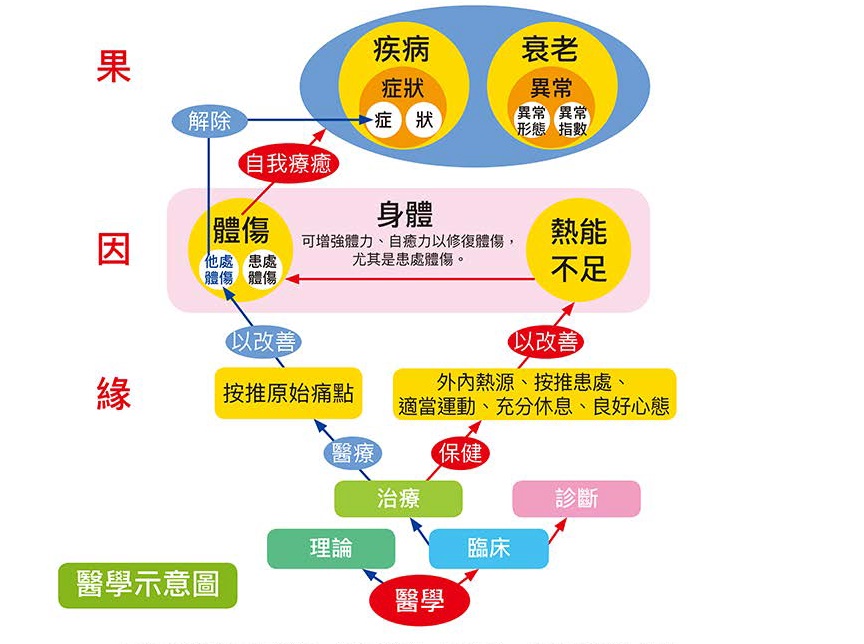 果
疾病
衰老
症狀
異常
症
狀
異常
形態
異常
指數
解除
自我療癒
因
體傷
身體
可增強體力、自癒力以修復體傷，
尤其是患處體傷。
熱能
不足
他處
體傷
患處
體傷
以改善
以改善
緣
按推原始痛點
外內熱源、按推患處、
適當運動、充分休息、良好心態
醫療
保健
治療
診斷
理論
臨床
醫學示意圖
醫學